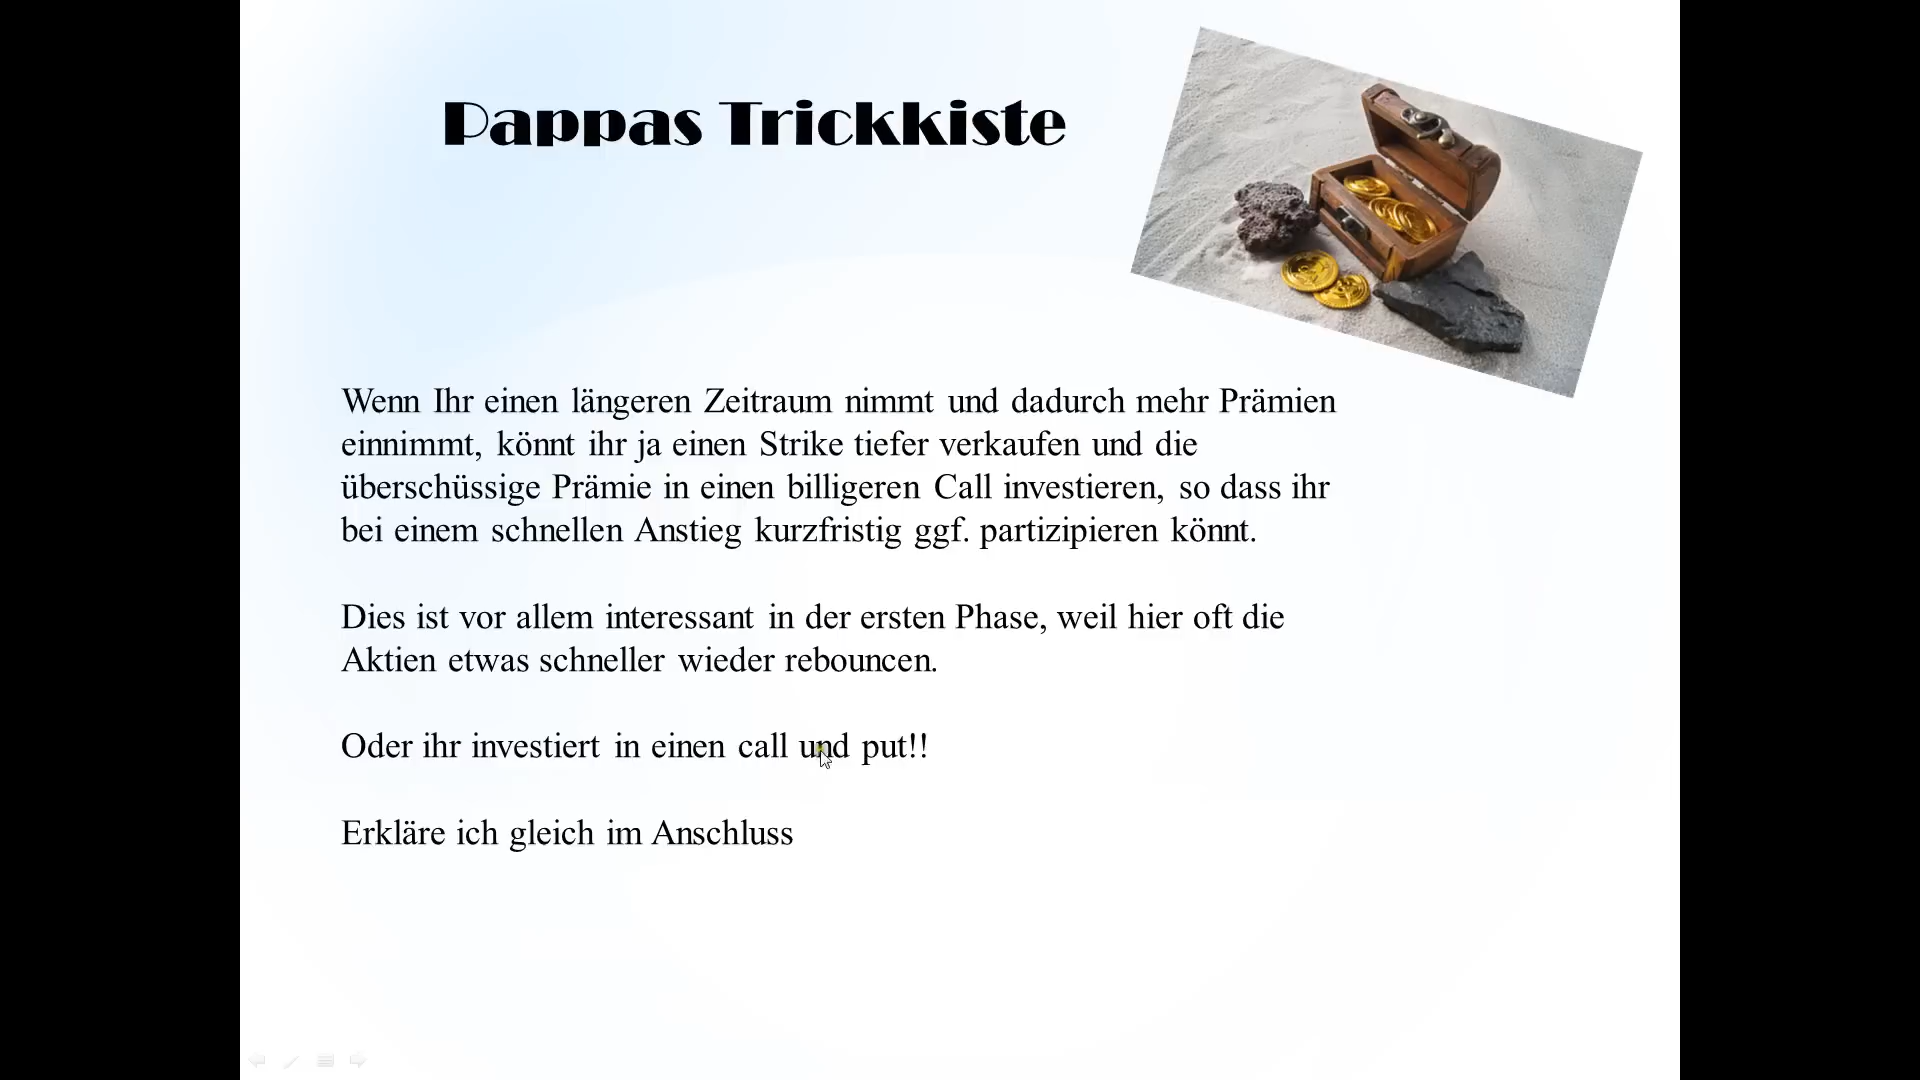 Pappas Trickkiste
Wenn Ihr einen längeren Zeitraum nimmt und dadurch mehr Prämien
einnimmt, könnt ihr ja einen Strike tiefer verkaufen und die
überschüssige Prämie in einen billigeren Call investieren, so dass ihr
bei einem schnellen Anstieg kurzfristig ggf. partizipieren könnt.
Dies ist vor allem interessant in der ersten Phase, weil hier oft die
Aktien etwas schneller wieder rebouncen.
Oder ihr investiert in einen call und put!!
Erkläre ich gleich im Anschluss